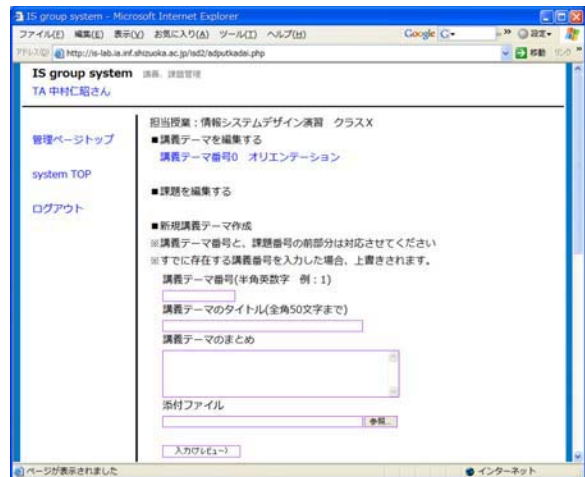 IS group system - Microsoft Internet Explorer
ファイル(F) 編集(E) 表示(V) お気に入り(A) ツール(T) ヘルプ(H) Google G▾ » 設定▾
アドレス(D) http://is-lab.ia.inf.shizuoka.ac.jp/isd2/adputkadai.php 移動 リンク »
IS group system 講義、課題管理
TA 中村仁昭さん
管理ページトップ
system TOP
ログアウト
担当授業:情報システムデザイン演習 クラスX
■講義テーマを編集する
講義テーマ番号0 オリエンテーション
■課題を編集する
■新規講義テーマ作成
※講義テーマ番号と、課題番号の前部分は対応させてください
※すでに存在する講義番号を入力した場合、上書きされます。
講義テーマ番号(半角英数字 例:1)
講義テーマのタイトル(全角50文字まで)
講義テーマのまとめ
添付ファイル
参照...
入力(プレビュー)
ページが表示されました インターネット